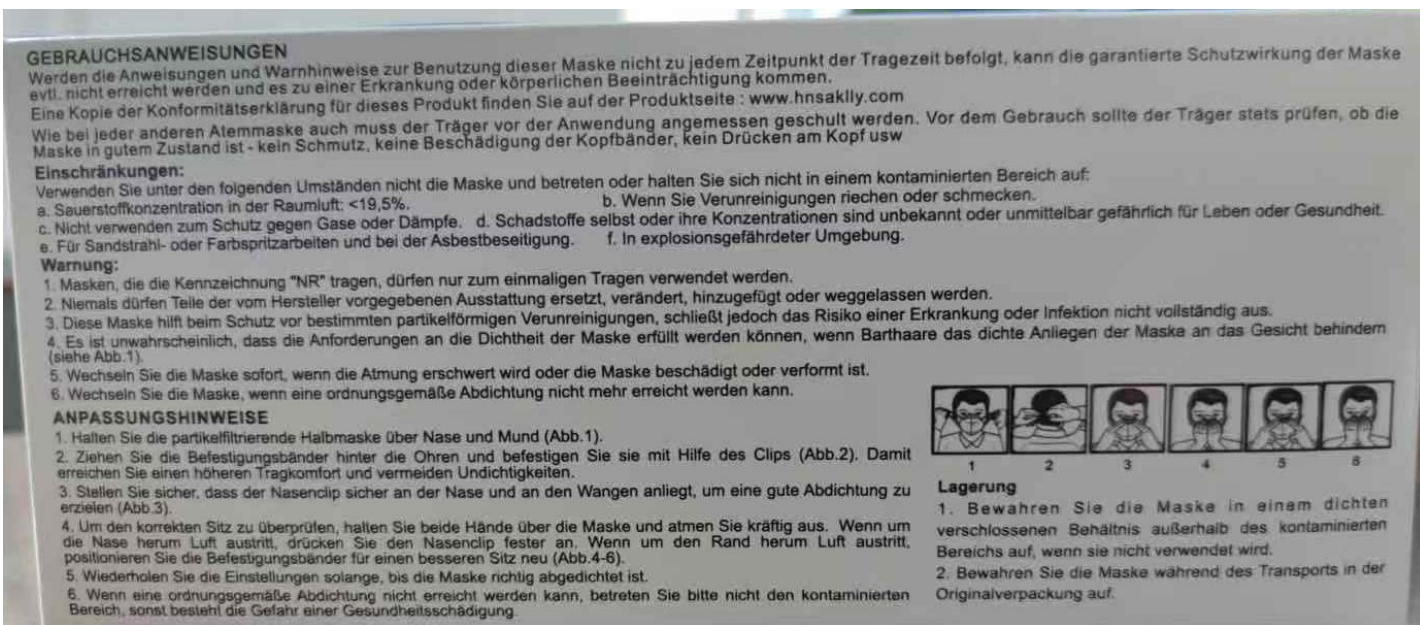 GEBRAUCHSANWEISUNGEN
Werden die Anweisungen und Warnhinweise zur Benutzung dieser Maske nicht zu jedem Zeitpunkt der Tragezeit befolgt, kann die garantierte Schutzwirkung der Maske
evtl. nicht erreicht werden und es zu einer Erkrankung oder körperlichen Beeinträchtigung kommen.
Eine Kopie der Konformitätserklärung für dieses Produkt finden Sie auf der Produktseite : www.hnsaklly.com
Wie bei jeder anderen Atemmaske auch muss der Träger vor der Anwendung angemessen geschult werden. Vor dem Gebrauch sollte der Träger stets prüfen, ob die
Maske in gutem Zustand ist - kein Schmutz, keine Beschädigung der Kopfbänder, kein Drücken am Kopf usw
Einschränkungen:
Verwenden Sie unter den folgenden Umständen nicht die Maske und betreten oder halten Sie sich nicht in einem kontaminierten Bereich auf:
a. Sauerstoffkonzentration in der Raumluft: <19,5%. b. Wenn Sie Verunreinigungen riechen oder schmecken.
c. Nicht verwenden zum Schutz gegen Gase oder Dämpfe. d. Schadstoffe selbst oder ihre Konzentrationen sind unbekannt oder unmittelbar gefährlich für Leben oder Gesundheit.
e. Für Sandstrahl- oder Farbspritzarbeiten und bei der Asbestbeseitigung. f. In explosionsgefährdeter Umgebung.
Warnung:
1. Masken, die die Kennzeichnung "NR" tragen, dürfen nur zum einmaligen Tragen verwendet werden.
2. Niemals dürfen Teile der vom Hersteller vorgegebenen Ausstattung ersetzt, verändert, hinzugefügt oder weggelassen werden.
3. Diese Maske hilft beim Schutz vor bestimmten partikelförmigen Verunreinigungen, schließt jedoch das Risiko einer Erkrankung oder Infektion nicht vollständig aus.
4. Es ist unwahrscheinlich, dass die Anforderungen an die Dichtheit der Maske erfüllt werden können, wenn Barthaare das dichte Anliegen der Maske an das Gesicht behindern
(siehe Abb.1).
5. Wechseln Sie die Maske sofort, wenn die Atmung erschwert wird oder die Maske beschädigt oder verformt ist.
6. Wechseln Sie die Maske, wenn eine ordnungsgemäße Abdichtung nicht mehr erreicht werden kann.
ANPASSUNGSHINWEISE
1. Halten Sie die partikelfiltrierende Halbmaske über Nase und Mund (Abb.1).
2. Ziehen Sie die Befestigungsbänder hinter die Ohren und befestigen Sie sie mit Hilfe des Clips (Abb.2). Damit
erreichen Sie einen höheren Tragkomfort und vermeiden Undichtigkeiten.
3. Stellen Sie sicher, dass der Nasenclip sicher an der Nase und an den Wangen anliegt, um eine gute Abdichtung zu
erzielen (Abb.3).
4. Um den korrekten Sitz zu überprüfen, halten Sie beide Hände über die Maske und atmen Sie kräftig aus. Wenn um
die Nase herum Luft austritt, drücken Sie den Nasenclip fester an. Wenn um den Rand herum Luft austritt,
positionieren Sie die Befestigungsbänder für einen besseren Sitz neu (Abb.4-6).
5. Wiederholen Sie die Einstellungen solange, bis die Maske richtig abgedichtet ist.
6. Wenn eine ordnungsgemäße Abdichtung nicht erreicht werden kann, betreten Sie bitte nicht den kontaminierten
Bereich, sonst besteht die Gefahr einer Gesundheitsschädigung.
1 2 3 4 5 6
Lagerung
1. Bewahren Sie die Maske in einem dichten
verschlossenen Behältnis außerhalb des kontaminierten
Bereichs auf, wenn sie nicht verwendet wird.
2. Bewahren Sie die Maske während des Transports in der
Originalverpackung auf.